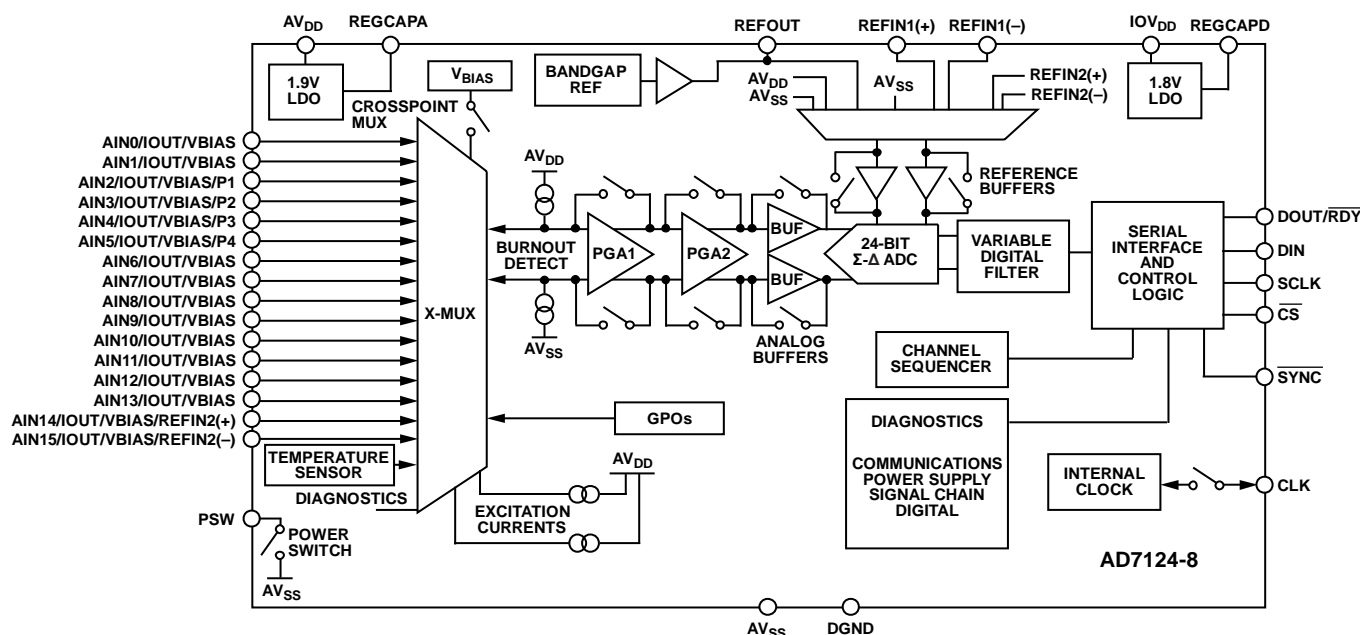 AVDD
REGCAPA
REFOUT
REFIN1(+)
REFIN1(–)
IOVDD
REGCAPD
1.9V
LDO
VBIAS
BANDGAP
REF
AVDD
AVSS
AVSS
REFIN2(+)
REFIN2(–)
1.8V
LDO
CROSSPOINT
MUX
AIN0/IOUT/VBIAS
AIN1/IOUT/VBIAS
AIN2/IOUT/VBIAS/P1
AIN3/IOUT/VBIAS/P2
AIN4/IOUT/VBIAS/P3
AIN5/IOUT/VBIAS/P4
AIN6/IOUT/VBIAS
AIN7/IOUT/VBIAS
AIN8/IOUT/VBIAS
AIN9/IOUT/VBIAS
AIN10/IOUT/VBIAS
AIN11/IOUT/VBIAS
AIN12/IOUT/VBIAS
AIN13/IOUT/VBIAS
AIN14/IOUT/VBIAS/REFIN2(+)
AIN15/IOUT/VBIAS/REFIN2(–)
X-MUX
AVDD
BURNOUT
DETECT
AVSS
PGA1
PGA2
BUF
BUF
ANALOG
BUFFERS
REFERENCE
BUFFERS
24-BIT
Σ-Δ ADC
VARIABLE
DIGITAL
FILTER
SERIAL
INTERFACE
AND
CONTROL
LOGIC
DOUT/R̅D̅Y̅
DIN
SCLK
C̅S̅
S̅Y̅N̅C̅
CHANNEL
SEQUENCER
GPOs
DIAGNOSTICS
COMMUNICATIONS
POWER SUPPLY
SIGNAL CHAIN
DIGITAL
TEMPERATURE
SENSOR
DIAGNOSTICS
AVDD
EXCITATION
CURRENTS
INTERNAL
CLOCK
CLK
PSW
POWER
SWITCH
AVSS
AD7124-8
AVSS
DGND